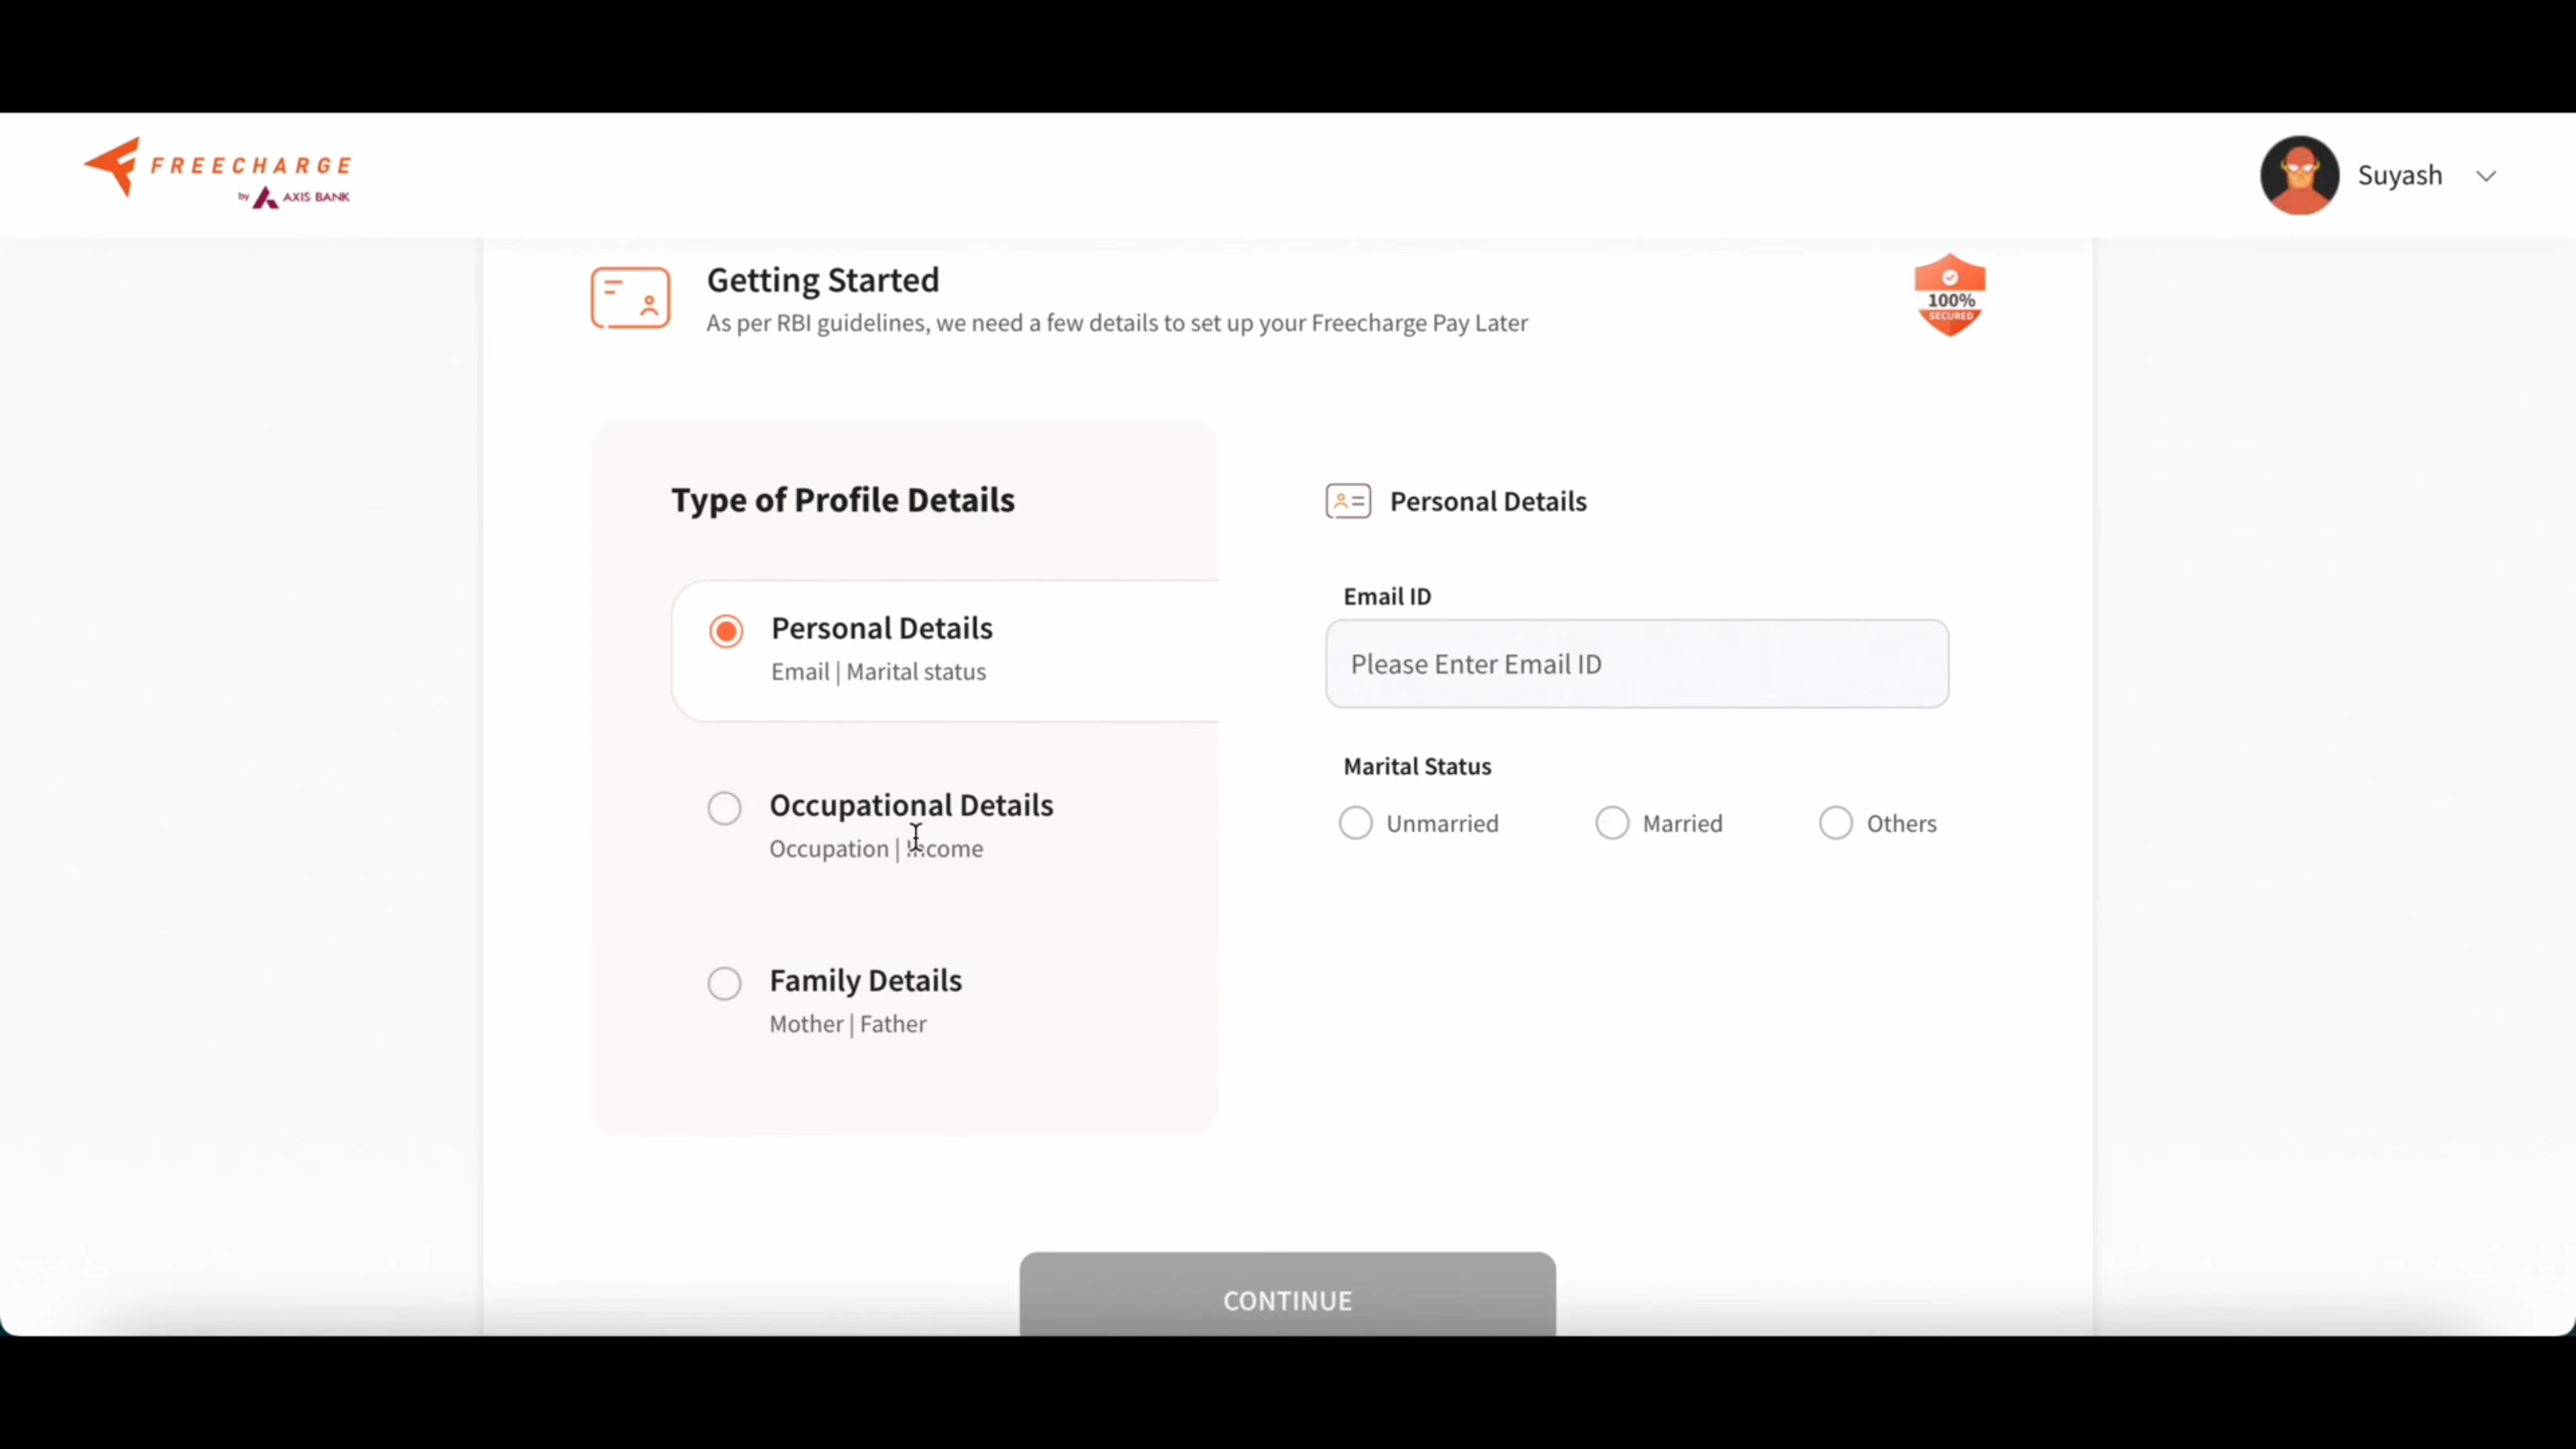 FREECHARGE
by AXIS BANK
Suyash
Getting Started
As per RBI guidelines, we need a few details to set up your Freecharge Pay Later
100%
SECURED
Type of Profile Details
Personal Details
Email | Marital status
Occupational Details
Occupation | Income
Family Details
Mother | Father
Personal Details
Email ID
Please Enter Email ID
Marital Status
Unmarried Married Others
CONTINUE